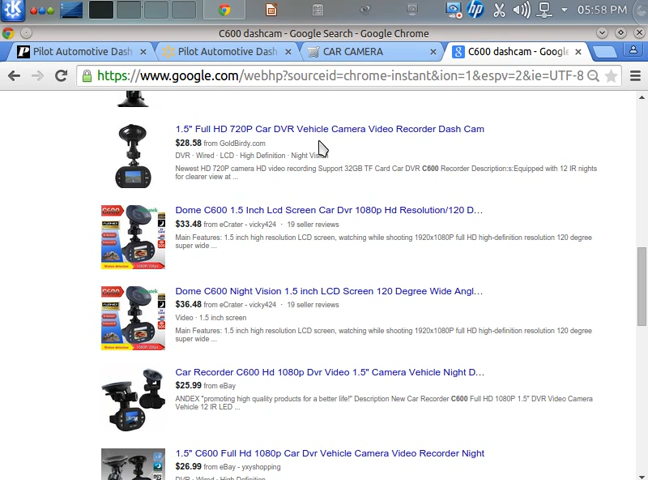 05:58 PM
C600 dashcam - Google Search - Google Chrome
Pilot Automotive Dash
Pilot Automotive Dash
CAR CAMERA
C600 dashcam - Google
https://www.google.com/webhp?sourceid=chrome-instant&ion=1&espv=2&ie=UTF-8
1.5" Full HD 720P Car DVR Vehicle Camera Video Recorder Dash Cam
$28.58 from GoldBirdy.com
DVR · Wired · LCD · High Definition · Night Vision
Newest HD 720P camera HD video recording Support 32GB TF Card Car DVR C600 Recorder Description:s:Equipped with 12 IR nights
for clearer view at ...
Dome C600 1.5 Inch Lcd Screen Car Dvr 1080p Hd Resolution/120 D...
$33.48 from eCrater - vicky424 · 19 seller reviews
Main Features: 1.5 inch high resolution LCD screen, watching while shooting 1920x1080P full HD high-definition resolution 120 degree
super wide ...
Dome C600 Night Vision 1.5 inch LCD Screen 120 Degree Wide Angl...
$36.48 from eCrater - vicky424 · 19 seller reviews
Video · 1.5 inch screen
Main Features: 1.5 inch high resolution LCD screen, watching while shooting 1920x1080P full HD high-definition resolution 120 degree
super wide ...
Car Recorder C600 Hd 1080p Dvr Video 1.5" Camera Vehicle Night D...
$25.99 from eBay
ANDEX "promoting high quality products for a better life!" Description New Car Recorder C600 Full HD 1080P 1.5" DVR Video Camera
Vehicle 12 IR LED ...
1.5" C600 Full Hd 1080p Car Dvr Vehicle Camera Video Recorder Night
$26.99 from eBay - yxyshopping
DVR · Wired · High Definition